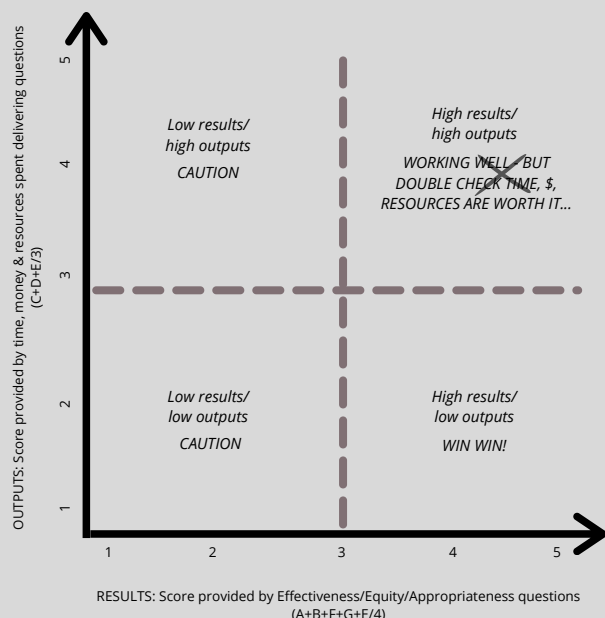 OUTPUTS: Score provided by time, money & resources spent delivering questions
(C+D+E/3)
5
4
3
2
1
Low results/
high outputs
CAUTION
High results/
high outputs
WORKING WELL - BUT
DOUBLE CHECK TIME, $,
RESOURCES ARE WORTH IT...
Low results/
low outputs
CAUTION
High results/
low outputs
WIN WIN!
1
2
3
4
5
RESULTS: Score provided by Effectiveness/Equity/Appropriateness questions
(A+B+F+G+E/4)